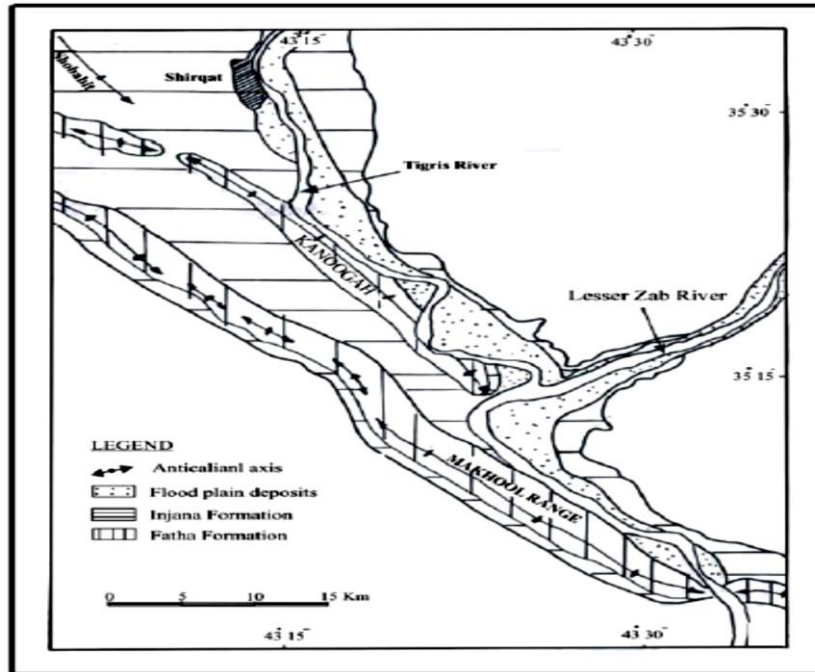 43 15
43 30
Shobabit
Shirqat
35 30
Tigris River
KANOOGAH
Lesser Zab River
35 15
LEGEND
Anticalianl axis
Flood plain deposits
Injana Formation
Fatha Formation
MAKHOOL RANGE
0 5 10 15 Km
43 15
43 30